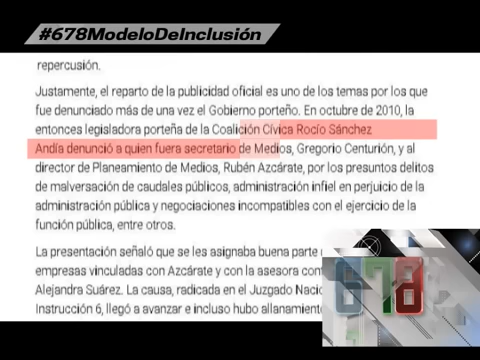 #678ModeloDeInclusión
repercusión.
Justamente, el reparto de la publicidad oficial es uno de los temas por los que
fue denunciado más de una vez el Gobierno porteño. En octubre de 2010, la
entonces legisladora porteña de la Coalición Cívica Rocío Sánchez
Andía denunció a quien fuera secretario de Medios, Gregorio Centurión, y al
director de Planeamiento de Medios, Rubén Azcárate, por los presuntos delitos
de malversación de caudales públicos, administración infiel en perjuicio de la
administración pública y negociaciones incompatibles con el ejercicio de la
función pública, entre otros.
La presentación señaló que se les asignaba buena parte
empresas vinculadas con Azcárate y con la asesora
Alejandra Suárez. La causa, radicada en el Juzgado
Instrucción 6, llegó a avanzar e incluso hubo
678